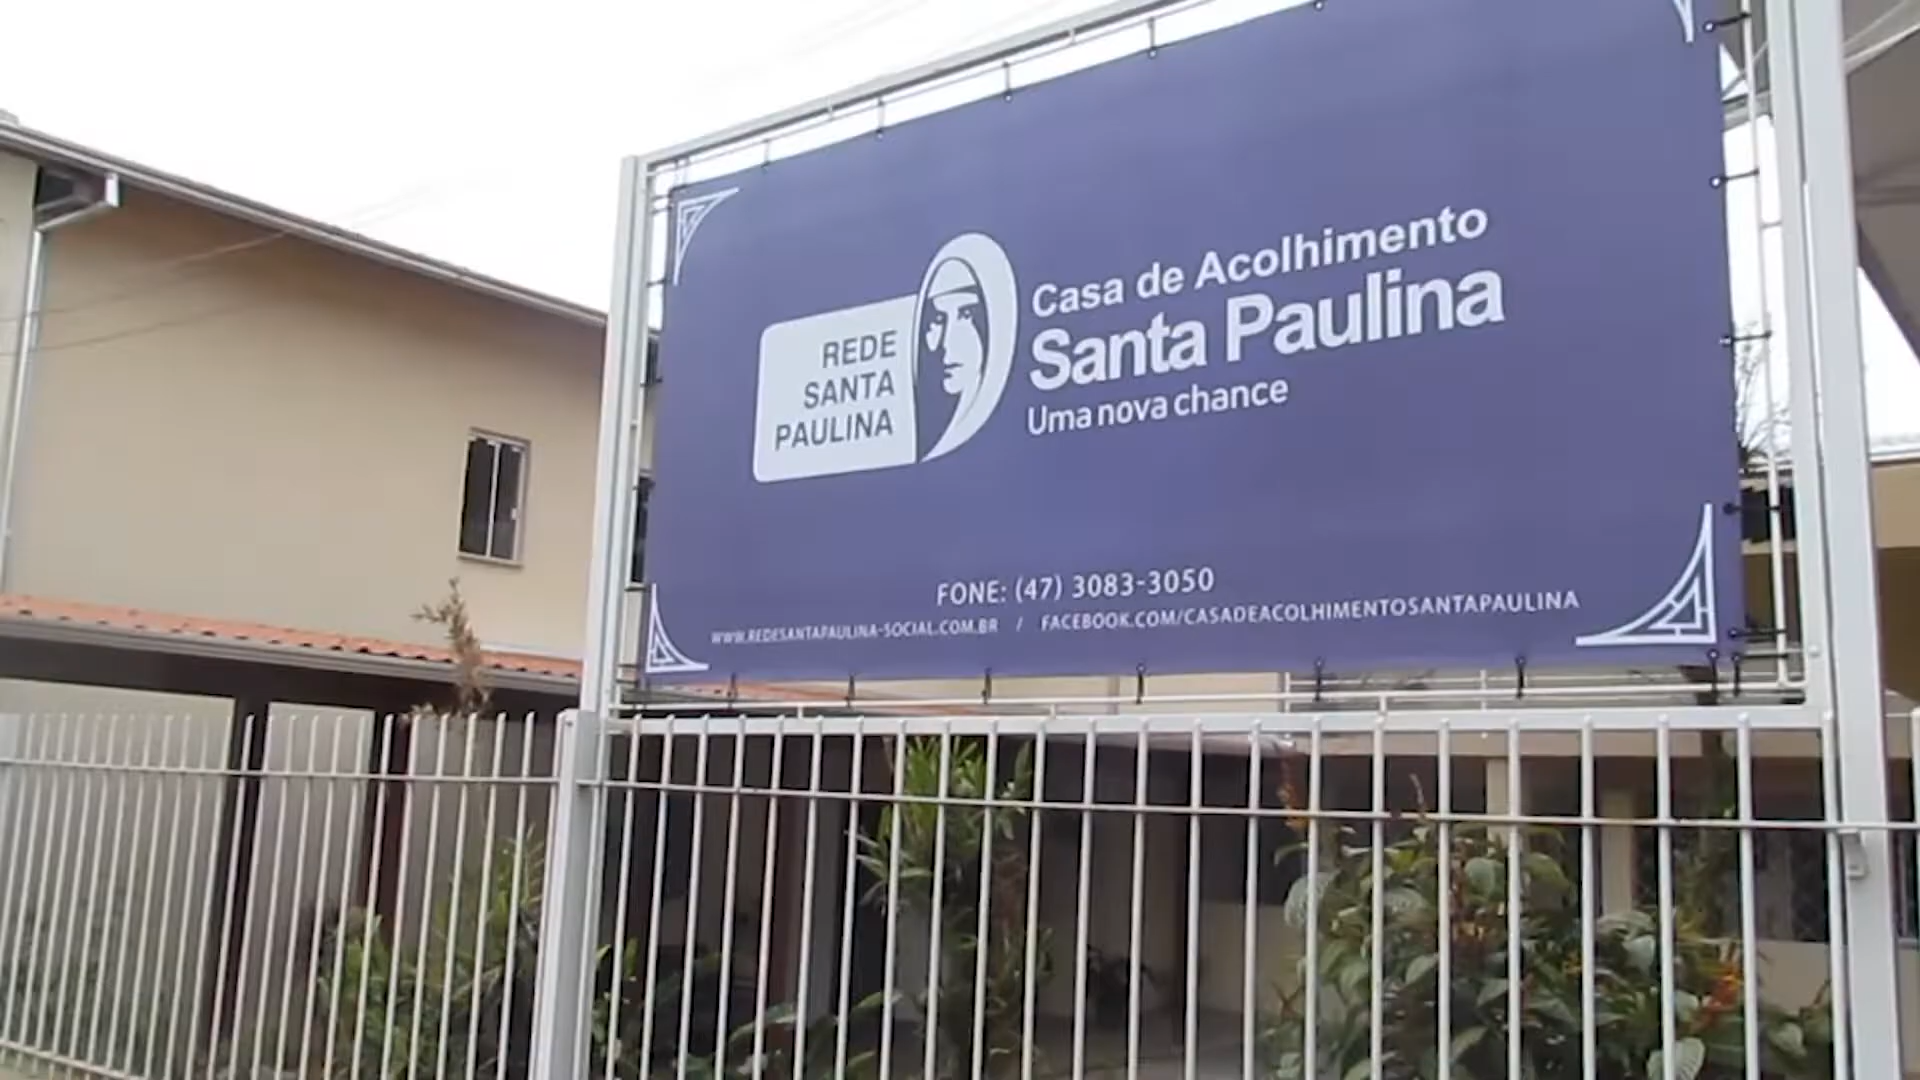 REDE
SANTA
PAULINA
Casa de Acolhimento
Santa Paulina
Uma nova chance
FONE: (47) 3083-3050
WWW.REDESANTAPAULINA-SOCIAL.COM.BR / FACEBOOK.COM/CASADEACOLHIMENTOSANTAPAULINA